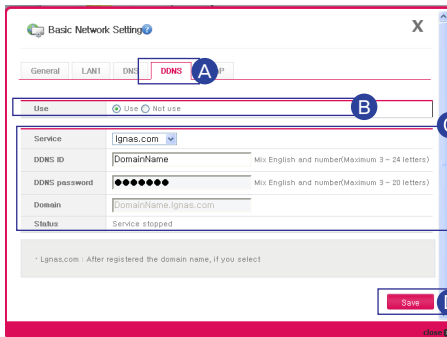 Basic Network Setting?
X
General LAN1 DNS DDNS A P
Use Use Not use B
Service lgnas.com
DDNS ID DomainName Mix English and number(Maximum 3 ~ 24 letters)
DDNS password ●●●●●●● Mix English and number(Maximum 3 ~ 20 letters)
Domain DomainName.lgnas.com
Status Service stopped
* Lgnas.com : After registered the domain name, if you select
Save
close